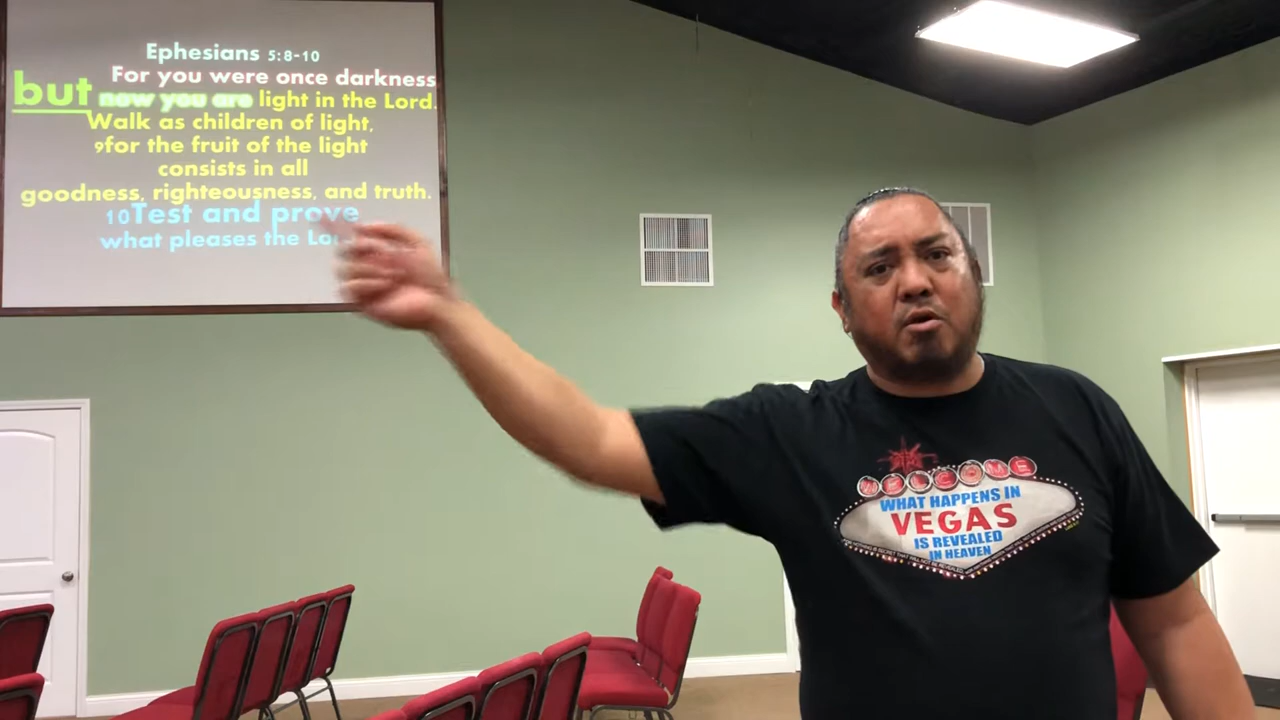 Ephesians 5:8-10
For you were once darkness
but now you are light in the Lord.
Walk as children of light,
9for the fruit of the light
consists in all
goodness, righteousness, and truth.
10Test and prove
what pleases the
WELCOME
WHAT HAPPENS IN
VEGAS
IS REVEALED
IN HEAVEN